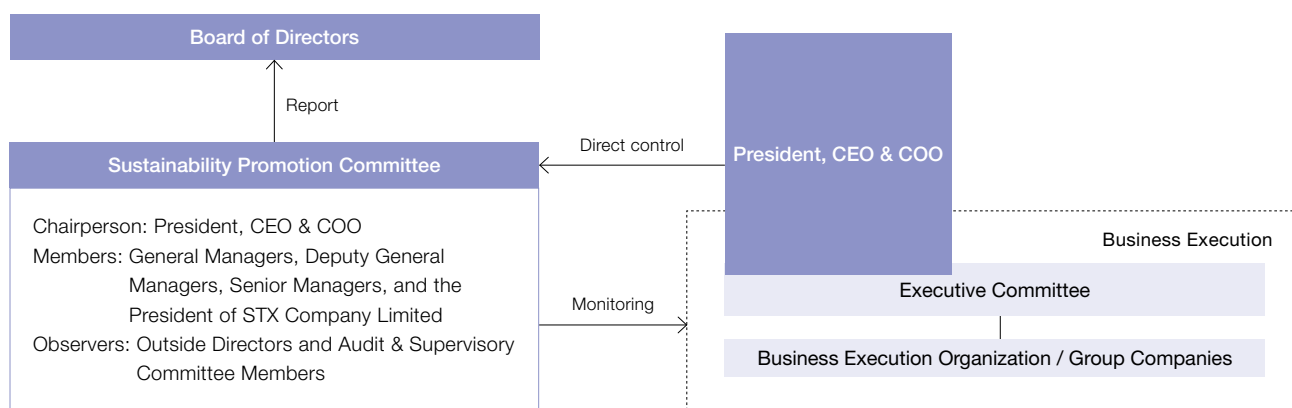 Board of Directors
Report
Sustainability Promotion Committee
Chairperson: President, CEO & COO
Members: General Managers, Deputy General
Managers, Senior Managers, and the
President of STX Company Limited
Observers: Outside Directors and Audit & Supervisory
Committee Members
Direct control
President, CEO & COO
Monitoring
Business Execution
Executive Committee
Business Execution Organization / Group Companies